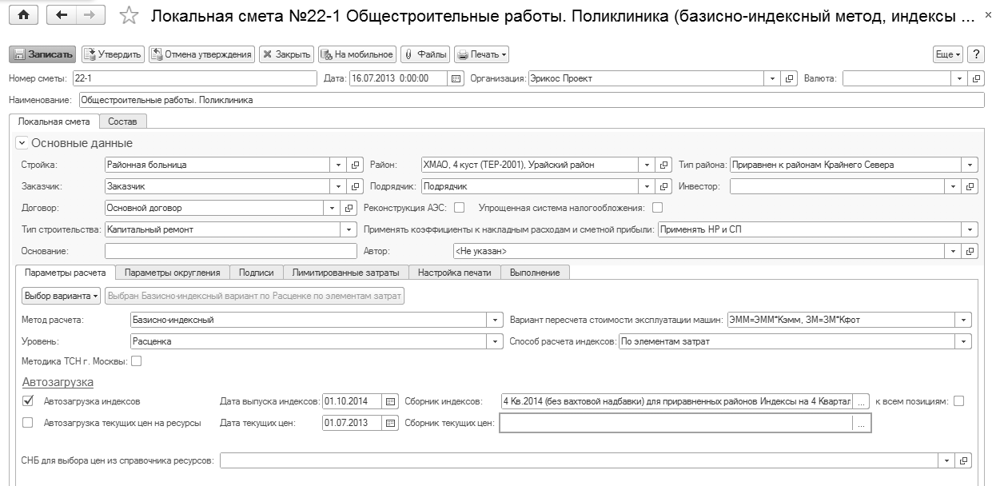 Локальная смета №22-1 Общестроительные работы. Поликлиника (базисно-индексный метод, индексы ...
Записать Утвердить Отмена утверждения Закрыть На мобильное Файлы Печать Еще ?
Номер сметы: 22-1 Дата: 16.07.2013 0:00:00 Организация: Эрикос Проект Валюта:
Наименование: Общестроительные работы. Поликлиника
Локальная смета Состав
Основные данные
Стройка: Районная больница Район: ХМАО, 4 куст (ТЕР-2001), Урайский район Тип района: Приравнен к районам Крайнего Севера
Заказчик: Заказчик Подрядчик: Подрядчик Инвестор:
Договор: Основной договор Реконструкция АЭС: Упрощенная система налогообложения:
Тип строительства: Капитальный ремонт Применять коэффициенты к накладным расходам и сметной прибыли: Применять НР и СП
Основание: Автор: <Не указан>
Параметры расчета Параметры округления Подписи Лимитированные затраты Настройка печати Выполнение
Выбор варианта Выбран Базисно-индексный вариант по Расценке по элементам затрат
Метод расчета: Базисно-индексный Вариант пересчета стоимости эксплуатации машин: ЭММ=ЭММ*Кэмм, ЗМ=ЗМ*Кфот
Уровень: Расценка Способ расчета индексов: По элементам затрат
Методика ТСН г. Москвы:
Автозагрузка
Автозагрузка индексов Дата выпуска индексов: 01.10.2014 Сборник индексов: 4 Кв.2014 (без вахтовой надбавки) для приравненных районов Индексы на 4 Квартал ... к всем позициям:
Автозагрузка текущих цен на ресурсы Дата текущих цен: 01.07.2013 Сборник текущих цен: ...
СНБ для выбора цен из справочника ресурсов: